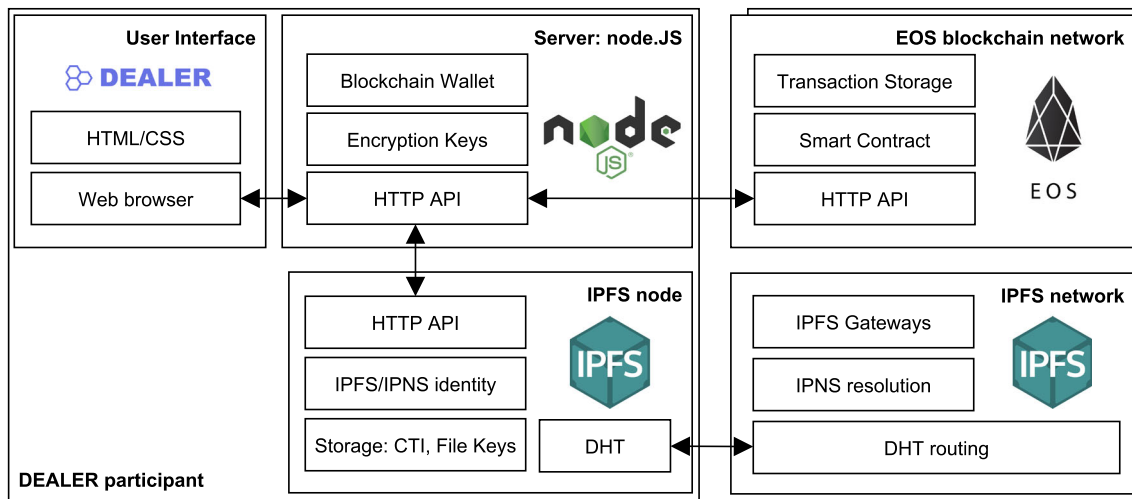 User Interface
DEALER
HTML/CSS
Web browser
Server: node.JS
Blockchain Wallet
Encryption Keys
HTTP API
node
JS
EOS blockchain network
Transaction Storage
Smart Contract
HTTP API
EOS
IPFS node
HTTP API
IPFS/IPNS identity
Storage: CTI, File Keys
DHT
IPFS
IPFS network
IPFS Gateways
IPNS resolution
DHT routing
IPFS
DEALER participant